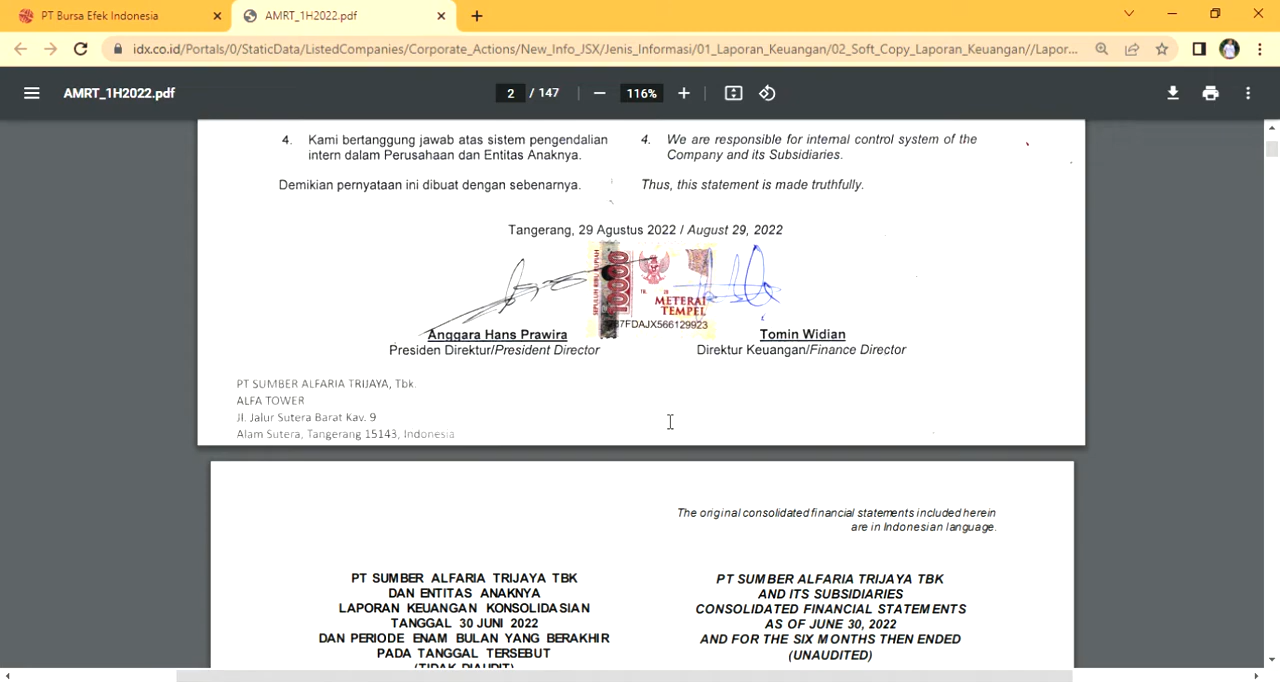 PT Bursa Efek Indonesia
AMRT_1H2022.pdf
idx.co.id/Portals/0/StaticData/ListedCompanies/Corporate_Actions/New_Info_JSX/Jenis_Informasi/01_Laporan_Keuangan/02_Soft_Copy_Laporan_Keuangan//Lapor...
AMRT_1H2022.pdf
2 / 147
116%
4. Kami bertanggung jawab atas sistem pengendalian
intern dalam Perusahaan dan Entitas Anaknya.
4. We are responsible for internal control system of the
Company and its Subsidiaries.
Demikian pernyataan ini dibuat dengan sebenarnya.
Thus, this statement is made truthfully.
Tangerang, 29 Agustus 2022 / August 29, 2022
SEPULUH RIBU RUPIAH
10000
METERAI
TEMPEL
7FDAJX566129923
Anggara Hans Prawira
Presiden Direktur/President Director
Tomin Widian
Direktur Keuangan/Finance Director
PT SUMBER ALFARIA TRIJAYA, Tbk.
ALFA TOWER
Jl. Jalur Sutera Barat Kav. 9
Alam Sutera, Tangerang 15143, Indonesia
The original consolidated financial statements included herein
are in Indonesian language.
PT SUMBER ALFARIA TRIJAYA TBK
DAN ENTITAS ANAKNYA
LAPORAN KEUANGAN KONSOLIDASIAN
TANGGAL 30 JUNI 2022
DAN PERIODE ENAM BULAN YANG BERAKHIR
PADA TANGGAL TERSEBUT
(TIDAK DIAUDIT)
PT SUMBER ALFARIA TRIJAYA TBK
AND ITS SUBSIDIARIES
CONSOLIDATED FINANCIAL STATEMENTS
AS OF JUNE 30, 2022
AND FOR THE SIX MONTHS THEN ENDED
(UNAUDITED)